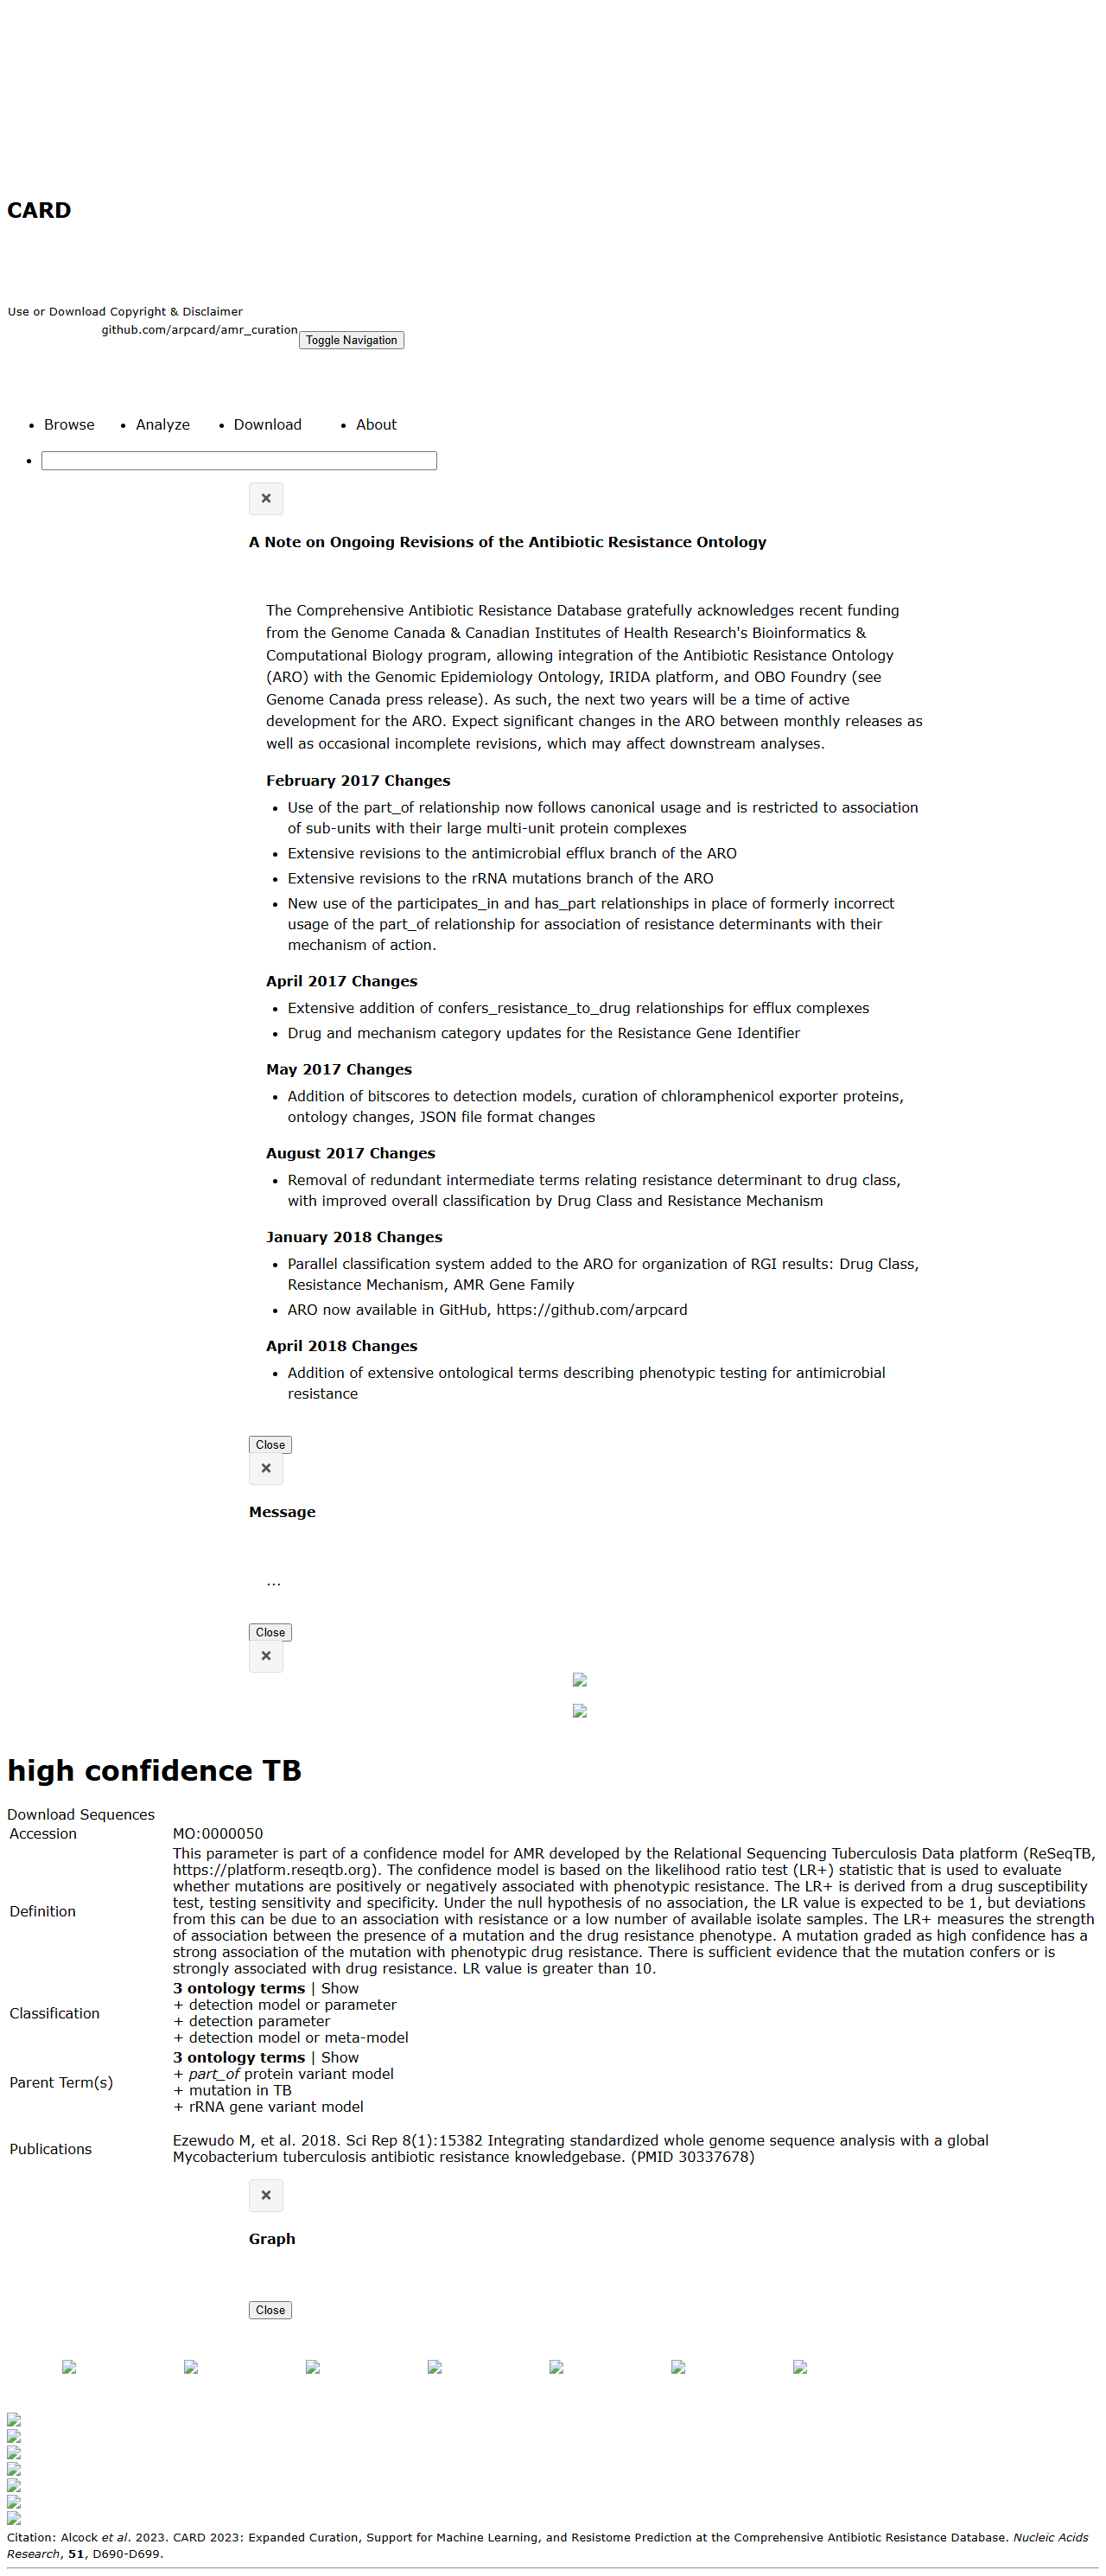 CARD
Use or Download Copyright & Disclaimer
github.com/arpcard/amr_curation
Toggle Navigation
• Browse
• Analyze
• Download
• About
•
×
A Note on Ongoing Revisions of the Antibiotic Resistance Ontology
The Comprehensive Antibiotic Resistance Database gratefully acknowledges recent funding
from the Genome Canada & Canadian Institutes of Health Research's Bioinformatics &
Computational Biology program, allowing integration of the Antibiotic Resistance Ontology
(ARO) with the Genomic Epidemiology Ontology, IRIDA platform, and OBO Foundry (see
Genome Canada press release). As such, the next two years will be a time of active
development for the ARO. Expect significant changes in the ARO between monthly releases as
well as occasional incomplete revisions, which may affect downstream analyses.
February 2017 Changes
• Use of the part_of relationship now follows canonical usage and is restricted to association
of sub-units with their large multi-unit protein complexes
• Extensive revisions to the antimicrobial efflux branch of the ARO
• Extensive revisions to the rRNA mutations branch of the ARO
• New use of the participates_in and has_part relationships in place of formerly incorrect
usage of the part_of relationship for association of resistance determinants with their
mechanism of action.
April 2017 Changes
• Extensive addition of confers_resistance_to_drug relationships for efflux complexes
• Drug and mechanism category updates for the Resistance Gene Identifier
May 2017 Changes
• Addition of bitscores to detection models, curation of chloramphenicol exporter proteins,
ontology changes, JSON file format changes
August 2017 Changes
• Removal of redundant intermediate terms relating resistance determinant to drug class,
with improved overall classification by Drug Class and Resistance Mechanism
January 2018 Changes
• Parallel classification system added to the ARO for organization of RGI results: Drug Class,
Resistance Mechanism, AMR Gene Family
• ARO now available in GitHub, https://github.com/arpcard
April 2018 Changes
• Addition of extensive ontological terms describing phenotypic testing for antimicrobial
resistance
Close
×
Message
...
Close
×
high confidence TB
Download Sequences
Accession MO:0000050
Definition
This parameter is part of a confidence model for AMR developed by the Relational Sequencing Tuberculosis Data platform (ReSeqTB,
https://platform.reseqtb.org). The confidence model is based on the likelihood ratio test (LR+) statistic that is used to evaluate
whether mutations are positively or negatively associated with phenotypic resistance. The LR+ is derived from a drug susceptibility
test, testing sensitivity and specificity. Under the null hypothesis of no association, the LR value is expected to be 1, but deviations
from this can be due to an association with resistance or a low number of available isolate samples. The LR+ measures the strength
of association between the presence of a mutation and the drug resistance phenotype. A mutation graded as high confidence has a
strong association of the mutation with phenotypic drug resistance. There is sufficient evidence that the mutation confers or is
strongly associated with drug resistance. LR value is greater than 10.
Classification
3 ontology terms | Show
+ detection model or parameter
+ detection parameter
+ detection model or meta-model
Parent Term(s)
3 ontology terms | Show
+ part_of protein variant model
+ mutation in TB
+ rRNA gene variant model
Publications
Ezewudo M, et al. 2018. Sci Rep 8(1):15382 Integrating standardized whole genome sequence analysis with a global
Mycobacterium tuberculosis antibiotic resistance knowledgebase. (PMID 30337678)
×
Graph
Close
Citation: Alcock et al. 2023. CARD 2023: Expanded Curation, Support for Machine Learning, and Resistome Prediction at the Comprehensive Antibiotic Resistance Database. Nucleic Acids
Research, 51, D690-D699.